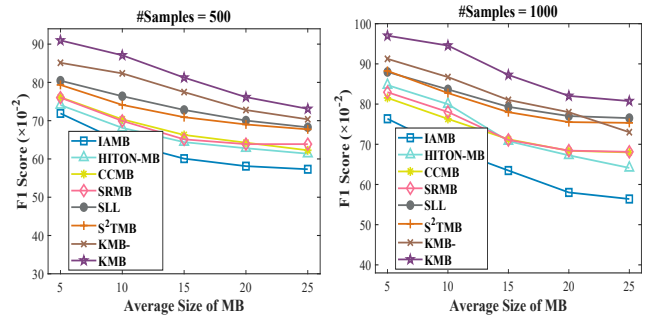 #Samples = 500
F1 Score (×10⁻²)
90
80
70
60
50
40
30
IAMB
HITON-MB
CCMB
SRMB
SLL
S²TMB
KMB-
KMB
5 10 15 20 25
Average Size of MB
#Samples = 1000
F1 Score (×10⁻²)
100
90
80
70
60
50
40
IAMB
HITON-MB
CCMB
SRMB
SLL
S²TMB
KMB-
KMB
5 10 15 20 25
Average Size of MB